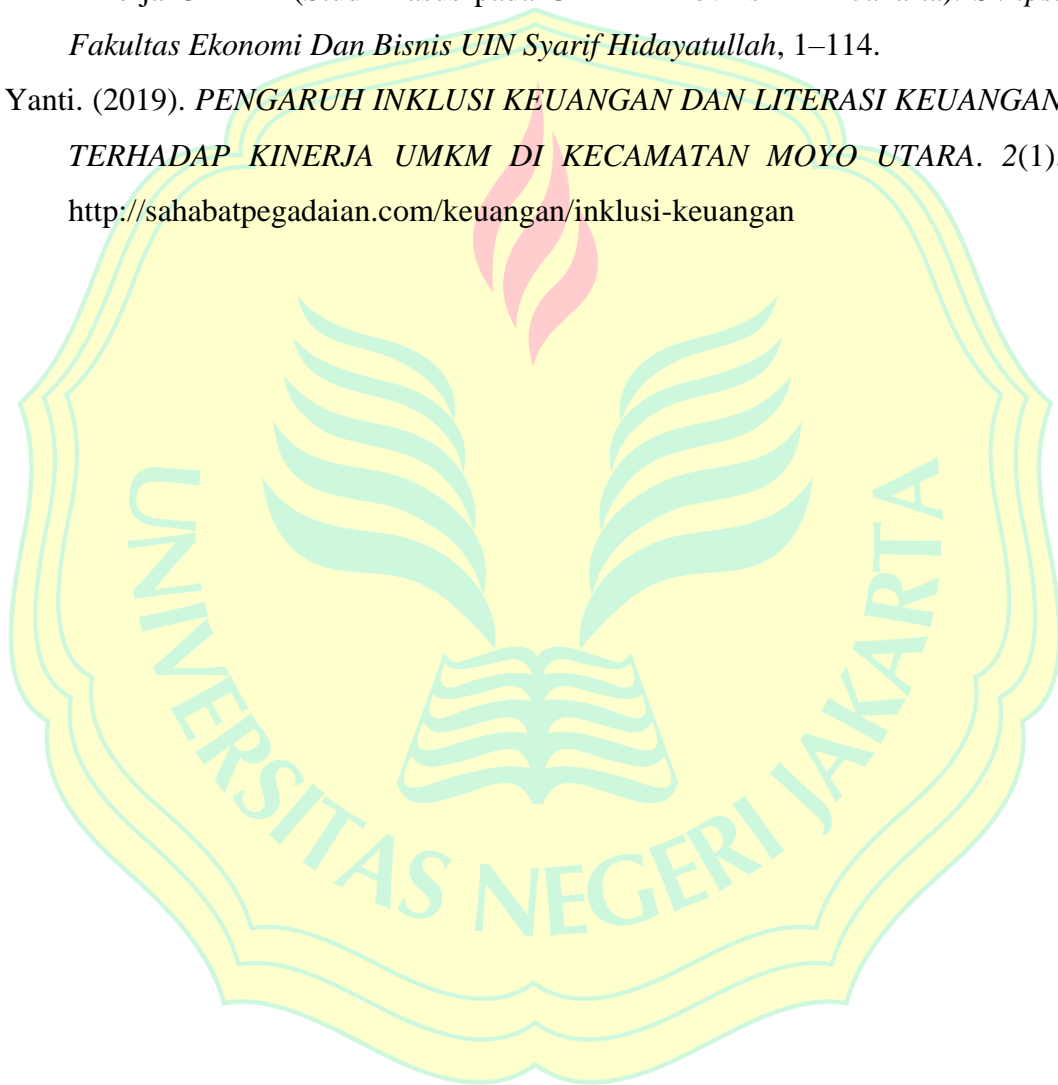 Fakultas Ekonomi Dan Bisnis UIN Syarif Hidayatullah, 1–114.
Yanti. (2019). PENGARUH INKLUSI KEUANGAN DAN LITERASI KEUANGAN
TERHADAP KINERJA UMKM DI KECAMATAN MOYO UTARA. 2(1).
http://sahabatpegadaian.com/keuangan/inklusi-keuangan
UNIVERSITAS NEGERI JAKARTA